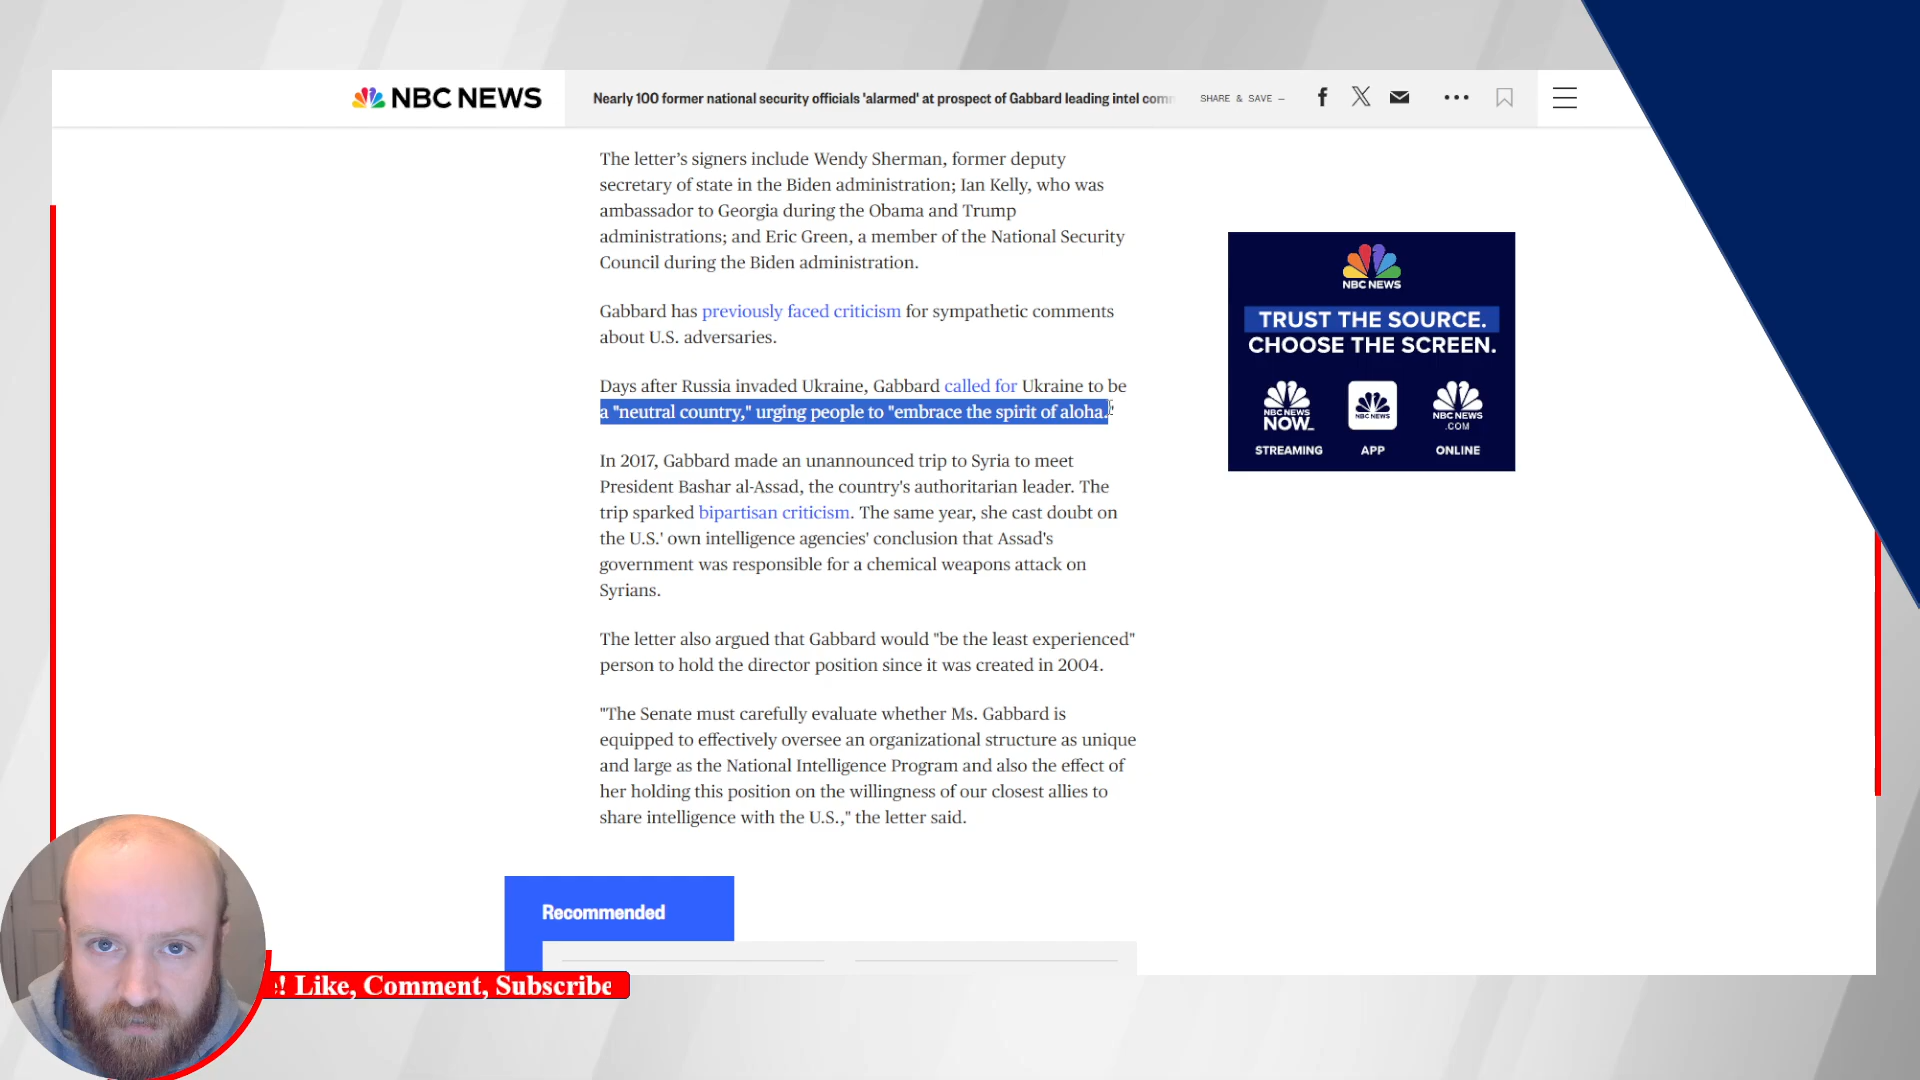 NBC NEWS
Nearly 100 former national security officials 'alarmed' at prospect of Gabbard leading intel com
SHARE & SAVE —
The letter’s signers include Wendy Sherman, former deputy
secretary of state in the Biden administration; Ian Kelly, who was
ambassador to Georgia during the Obama and Trump
administrations; and Eric Green, a member of the National Security
Council during the Biden administration.
Gabbard has previously faced criticism for sympathetic comments
about U.S. adversaries.
Days after Russia invaded Ukraine, Gabbard called for Ukraine to be
a "neutral country," urging people to "embrace the spirit of aloha."
In 2017, Gabbard made an unannounced trip to Syria to meet
President Bashar al-Assad, the country's authoritarian leader. The
trip sparked bipartisan criticism. The same year, she cast doubt on
the U.S.' own intelligence agencies' conclusion that Assad's
government was responsible for a chemical weapons attack on
Syrians.
The letter also argued that Gabbard would "be the least experienced"
person to hold the director position since it was created in 2004.
"The Senate must carefully evaluate whether Ms. Gabbard is
equipped to effectively oversee an organizational structure as unique
and large as the National Intelligence Program and also the effect of
her holding this position on the willingness of our closest allies to
share intelligence with the U.S.," the letter said.
Recommended
NBC NEWS
TRUST THE SOURCE.
CHOOSE THE SCREEN.
NBC NEWS
NOW
STREAMING
NBC NEWS
APP
NBC NEWS
.COM
ONLINE
! Like, Comment, Subscribe